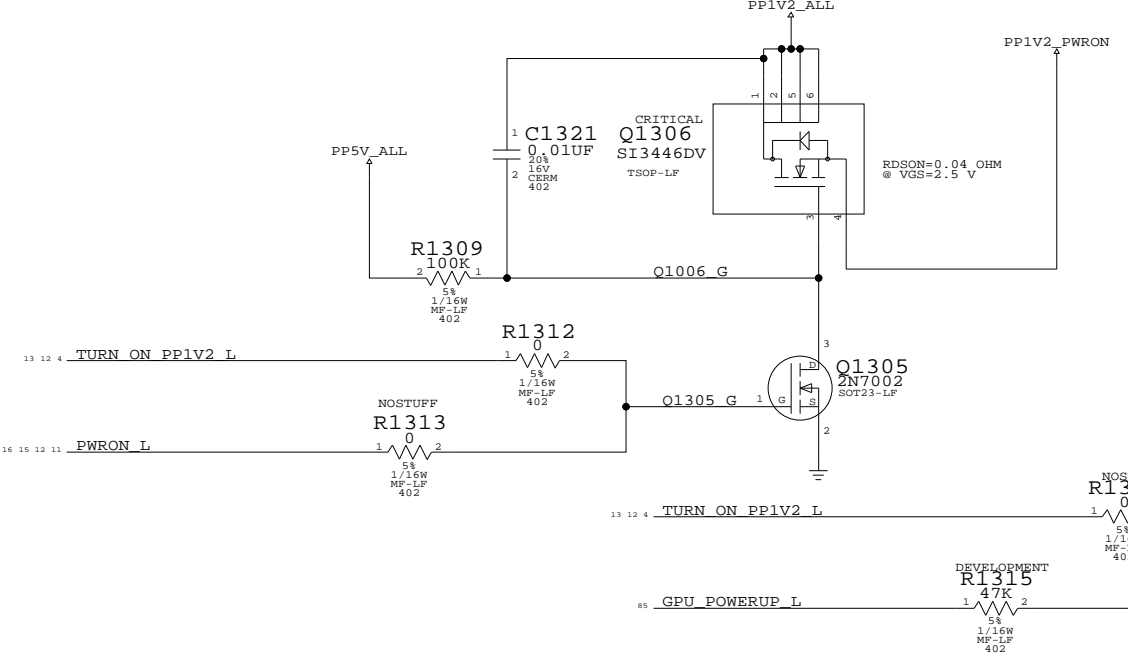 PP1V2_ALL
PP1V2_PWRON
1
2
5
6
CRITICAL
Q1306
SI3446DV
TSOP-LF
RDSON=0.04 OHM
@ VGS=2.5 V
3
4
1
C1321
0.01UF
20%
16V
2
CERM
402
PP5V_ALL
R1309
100K
2
1
5%
1/16W
MF-LF
402
Q1006_G
R1312
0
13 12 4
TURN_ON_PP1V2_L
1
2
5%
1/16W
MF-LF
402
3
D
Q1305
2N7002
SOT23-LF
Q1305_G
1
G
S
2
NOSTUFF
R1313
0
16 15 12 11
PWRON_L
1
2
5%
1/16W
MF-LF
402
13 12 4
TURN_ON_PP1V2_L
1
0
5%
DEVELOPMENT
R1315
47K
85
GPU_POWERUP_L
1
2
5%
1/16W
MF-LF
402